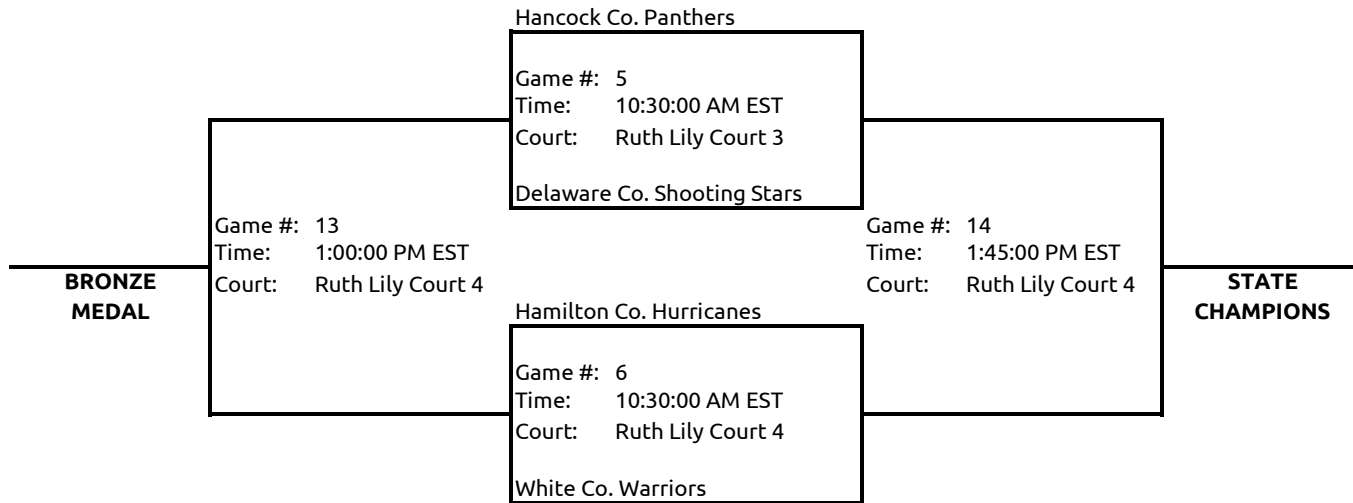 Hancock Co. Panthers
Game #: 5
Time: 10:30:00 AM EST
Court: Ruth Lily Court 3
Delaware Co. Shooting Stars
Game #: 13
Time: 1:00:00 PM EST
Court: Ruth Lily Court 4
BRONZE
MEDAL
Game #: 14
Time: 1:45:00 PM EST
Court: Ruth Lily Court 4
STATE
CHAMPIONS
Hamilton Co. Hurricanes
Game #: 6
Time: 10:30:00 AM EST
Court: Ruth Lily Court 4
White Co. Warriors